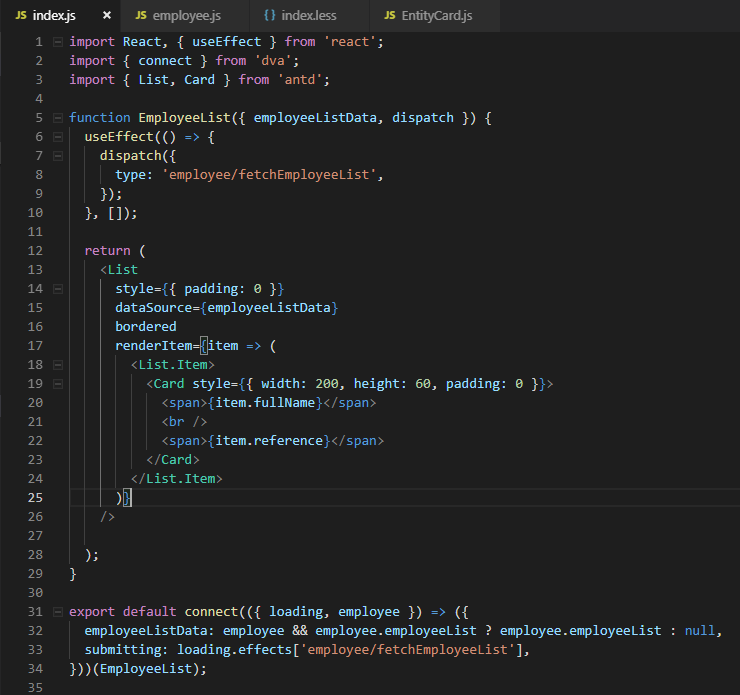 JS index.js × JS employee.js {} index.less JS EntityCard.js
1 import React, { useEffect } from 'react';
2 import { connect } from 'dva';
3 import { List, Card } from 'antd';
4
5 function EmployeeList({ employeeListData, dispatch }) {
6   useEffect(() => {
7     dispatch({
8       type: 'employee/fetchEmployeeList',
9     });
10   }, []);
11
12   return (
13     <List
14       style={{ padding: 0 }}
15       dataSource={employeeListData}
16       bordered
17       renderItem={item => (
18         <List.Item>
19           <Card style={{ width: 200, height: 60, padding: 0 }}>
20             <span>{item.fullName}</span>
21             <br />
22             <span>{item.reference}</span>
23           </Card>
24         </List.Item>
25       )}
26     />
27
28   );
29 }
30
31 export default connect(({ loading, employee }) => ({
32   employeeListData: employee && employee.employeeList ? employee.employeeList : null,
33   submitting: loading.effects['employee/fetchEmployeeList'],
34 }))(EmployeeList);
35